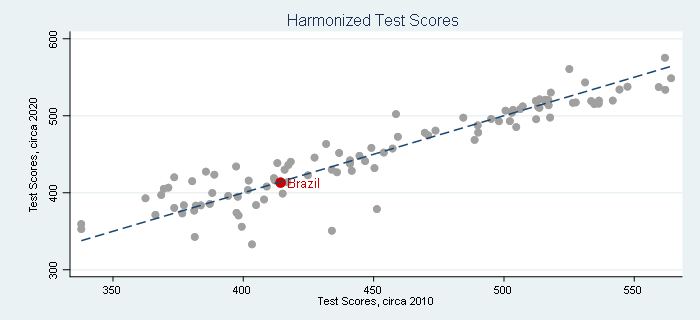 Harmonized Test Scores
Test Scores, circa 2020
600
500
400
300
Brazil
350
400
450
500
550
Test Scores, circa 2010